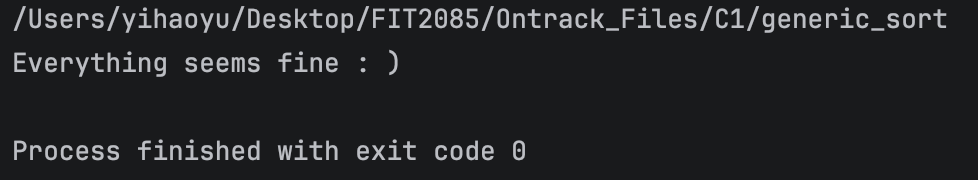 /Users/yihaoyu/Desktop/FIT2085/Ontrack_Files/C1/generic_sort
Everything seems fine : )
Process finished with exit code 0